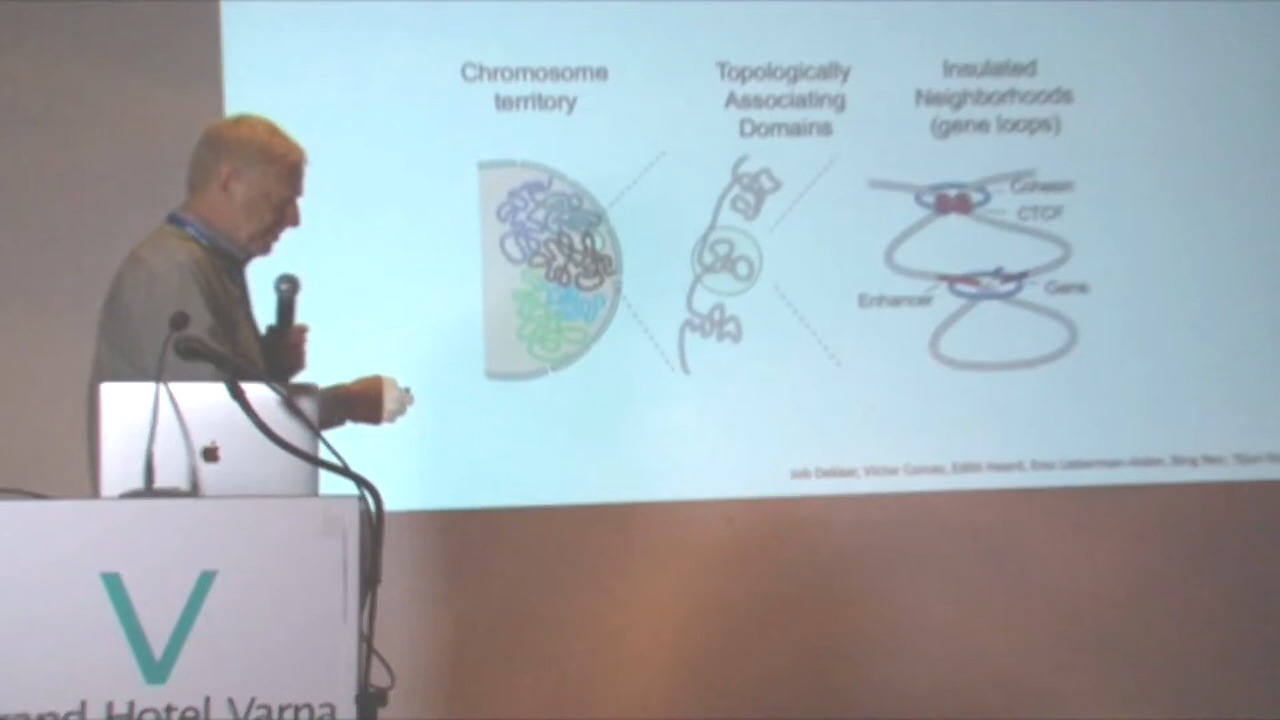 Chromosome
territory
Topologically
Associating
Domains
Insulated
Neighborhoods
(gene loops)
Cohesin
CTCF
Enhancer
Gene
Job Dekker, Victor Corces, Edith Heard, Erez Lieberman-Aiden, Bing Ren,
V
rand Hotel Varna